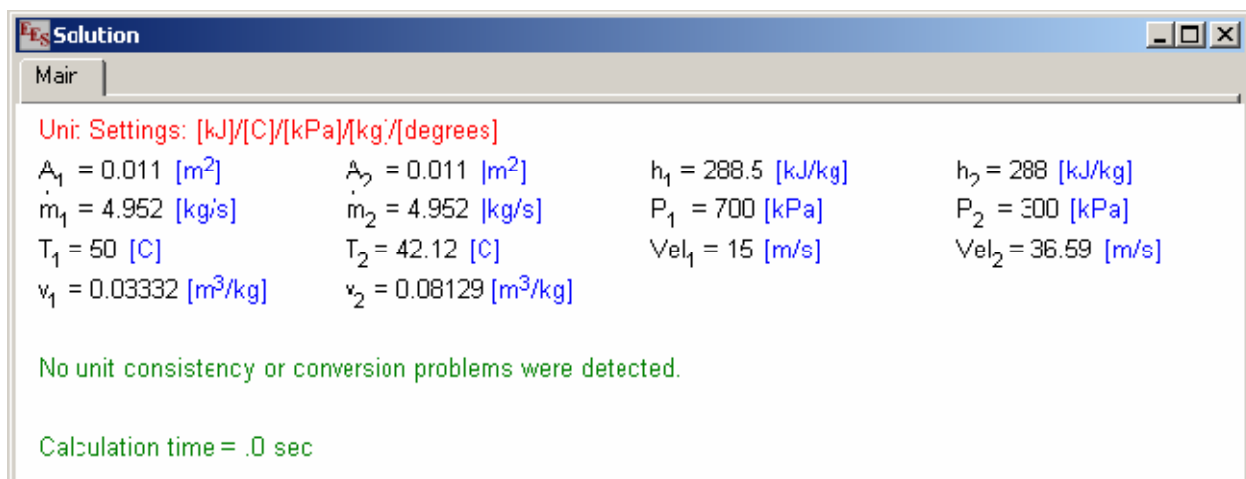 EES Solution
Main
Unit Settings: [kJ]/[C]/[kPa]/[kg]/[degrees]
A₁ = 0.011 [m²] A₂ = 0.011 [m²] h₁ = 288.5 [kJ/kg] h₂ = 288 [kJ/kg]
ṁ₁ = 4.952 [kg/s] ṁ₂ = 4.952 [kg/s] P₁ = 700 [kPa] P₂ = 300 [kPa]
T₁ = 50 [C] T₂ = 42.12 [C] Vel₁ = 15 [m/s] Vel₂ = 36.59 [m/s]
v₁ = 0.03332 [m³/kg] v₂ = 0.08129 [m³/kg]
No unit consistency or conversion problems were detected.
Calculation time = .0 sec